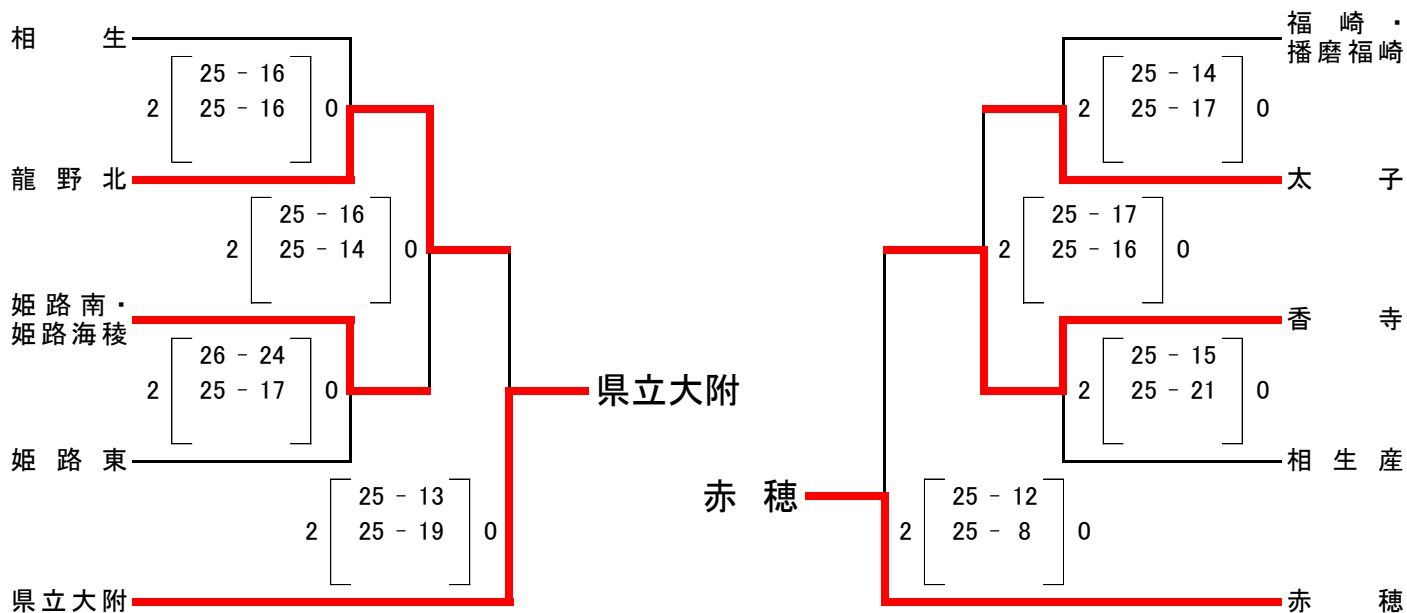 相生
25 - 16
2 25 - 16 0
龍野北
25 - 16
2 25 - 14 0
姫路南・
姫路海稜
26 - 24
2 25 - 17 0
姫路東
25 - 13
2 25 - 19 0
県立大附
県立大附
福崎・
播磨福崎
25 - 14
2 25 - 17 0
太子
25 - 17
2 25 - 16 0
香寺
25 - 15
2 25 - 21 0
相生産
赤穂
25 - 12
2 25 - 8 0
赤穂